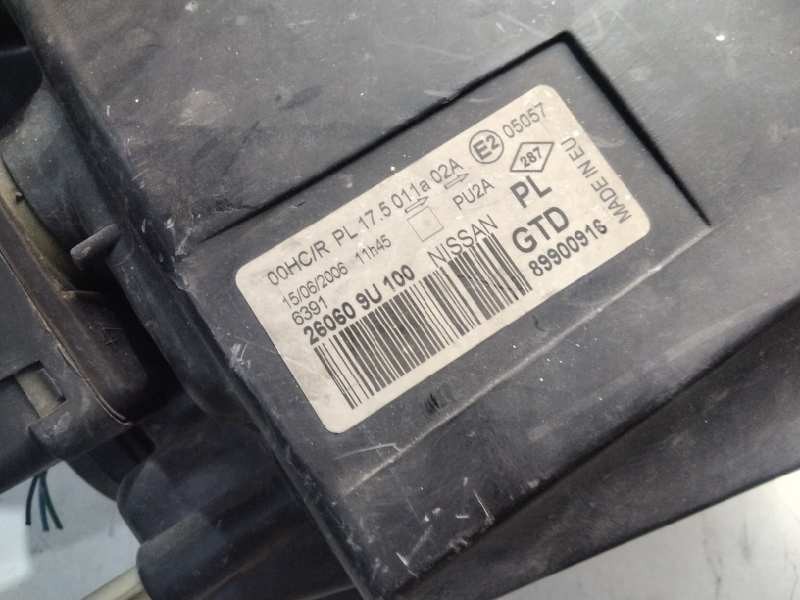 00HC/R PL 17.5 011a 02A E2 05057
15/06/2006 11h45 PU2A 287
6391
26060 9U 100 NISSAN PL
GTD
89900916
MADE IN EU